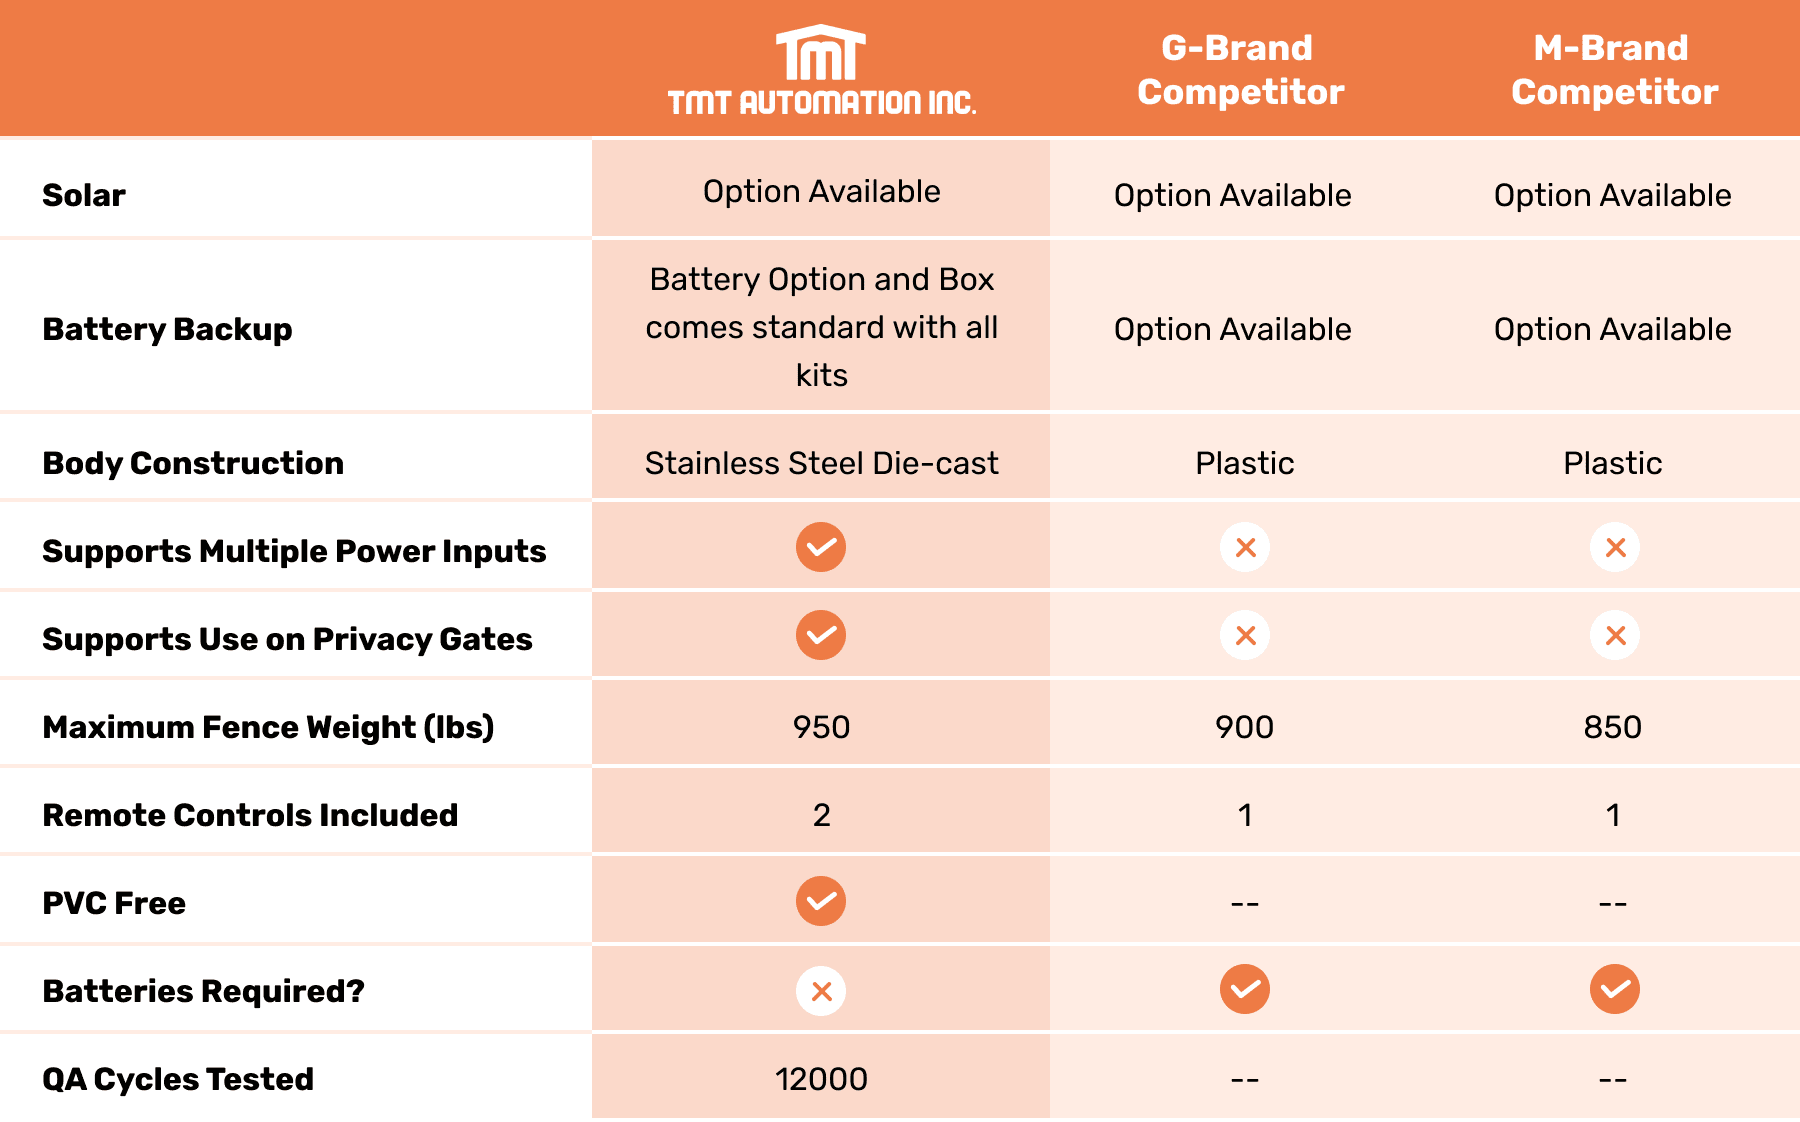 TMT
TMT AUTOMATION INC.
G-Brand
Competitor
M-Brand
Competitor
Solar
Option Available
Option Available
Option Available
Battery Backup
Battery Option and Box
comes standard with all
kits
Option Available
Option Available
Body Construction
Stainless Steel Die-cast
Plastic
Plastic
Supports Multiple Power Inputs
Supports Use on Privacy Gates
Maximum Fence Weight (lbs)
950
900
850
Remote Controls Included
2
1
1
PVC Free
--
--
Batteries Required?
QA Cycles Tested
12000
--
--